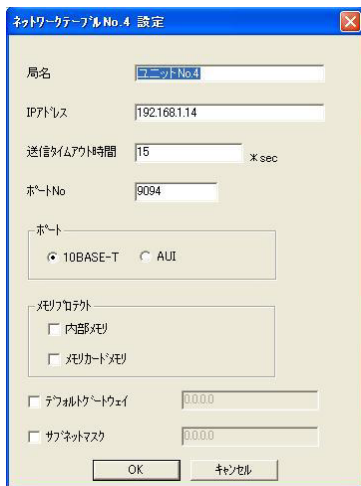 ネットワークテーブルNo.4 設定
局名 ユニットNo.4
IPアドレス 192.168.1.14
送信タイムアウト時間 15 ※sec
ポートNo 9094
ポート
10BASE-T AUI
メモリプロテクト
内部メモリ
メモリカードメモリ
デフォルトゲートウェイ 0.0.0.0
サブネットマスク 0.0.0.0
OK キャンセル